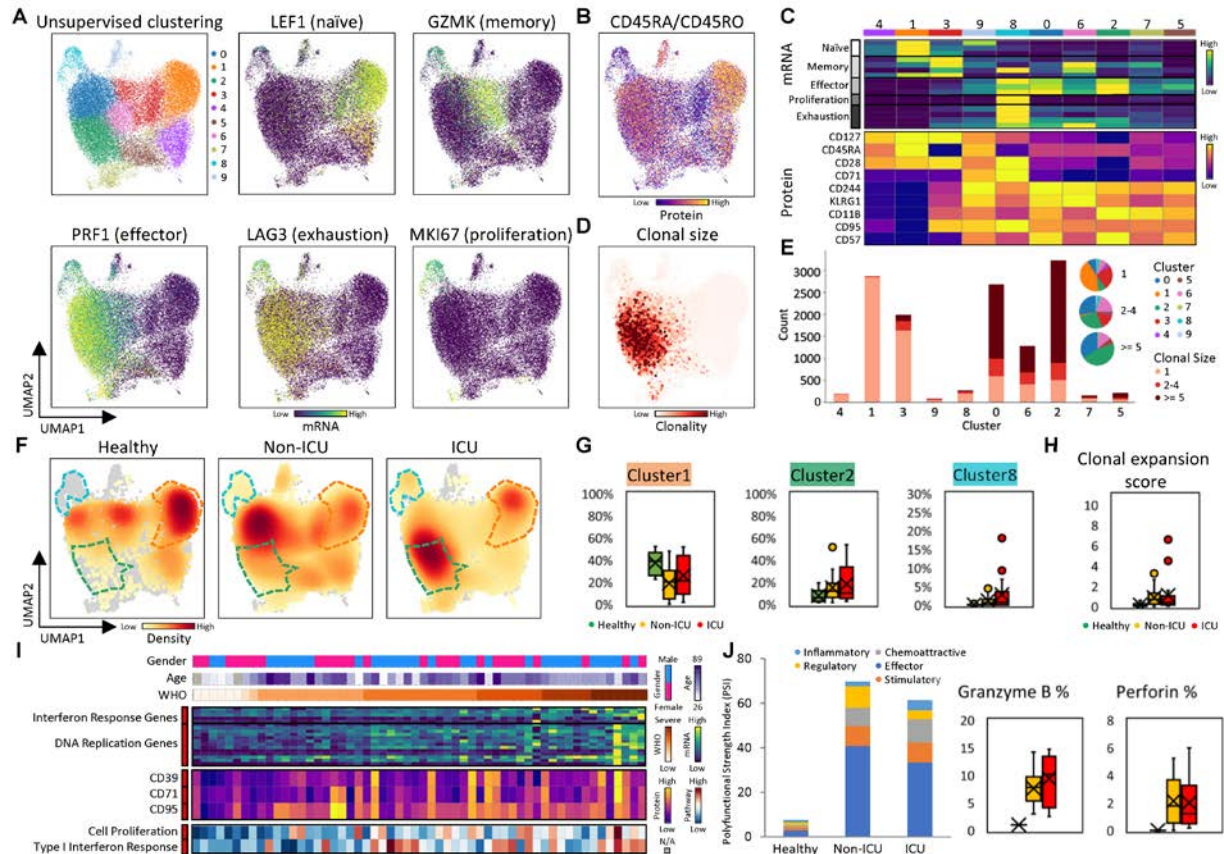 A
Unsupervised clustering
0
1
2
3
4
5
6
7
8
9
LEF1 (naïve)
GZMK (memory)
PRF1 (effector)
LAG3 (exhaustion)
MKI67 (proliferation)
UMAP2
UMAP1
Low High
mRNA
B
CD45RA/CD45RO
Low High
Protein
C
4 1 3 9 8 0 6 2 7 5
mRNA
Naïve
Memory
Effector
Proliferation
Exhaustion
High
Low
Protein
CD127
CD45RA
CD28
CD71
CD244
KLRG1
CD11B
CD95
CD57
High
Low
D
Clonal size
Low High
Clonality
E
Count
3000
2500
2000
1500
1000
500
0
4 1 3 9 8 0 6 2 7 5
Cluster
1
2-4
>= 5
Cluster
0 5
1 6
2 7
3 8
4 9
Clonal Size
1
2-4
>= 5
F
Healthy
Non-ICU
ICU
UMAP2
UMAP1
Low High
Density
G
Cluster1
100%
80%
60%
40%
20%
0%
Cluster2
100%
80%
60%
40%
20%
0%
Cluster8
30%
25%
20%
15%
10%
5%
0%
Healthy Non-ICU ICU
H
Clonal expansion
score
10
8
6
4
2
0
Healthy Non-ICU ICU
I
Gender
Age
WHO
Interferon Response Genes
DNA Replication Genes
CD39
CD71
CD95
Cell Proliferation
Type I Interferon Response
Male
Gender
Female
89
Age
26
Severe
WHO
Low
High
mRNA
Low
High
Protein
Low
High
Pathway
Low
N/A
J
Inflammatory
Regulatory
Chemoattractive
Effector
Stimulatory
Polyfunctional Strength Index (PSI)
80
60
40
20
0
Healthy Non-ICU ICU
Granzyme B %
20
15
10
5
0
Perforin %
8
6
4
2
0